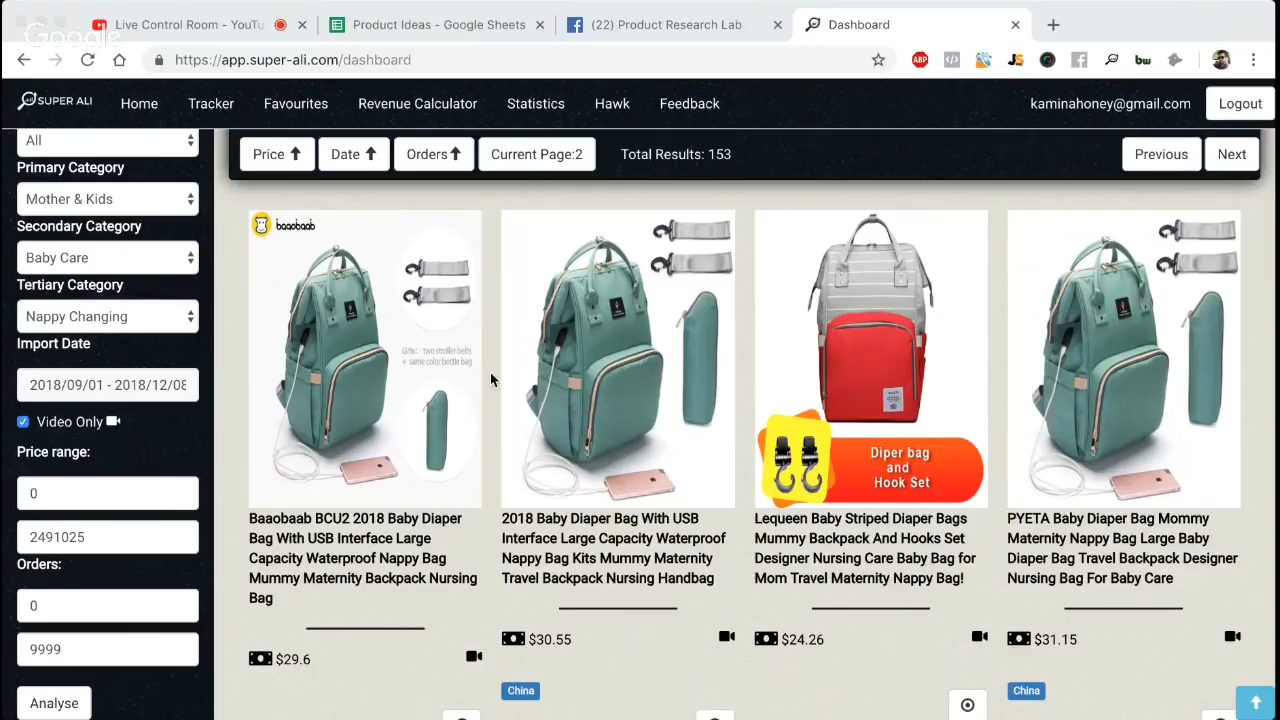 Live Control Room - YouTu
Product Ideas - Google Sheets
(22) Product Research Lab
Dashboard
Google
https://app.super-ali.com/dashboard
ABP
JS
bw
SUPER ALI
Home
Tracker
Favourites
Revenue Calculator
Statistics
Hawk
Feedback
kaminahoney@gmail.com
Logout
All
Primary Category
Mother & Kids
Secondary Category
Baby Care
Tertiary Category
Nappy Changing
Import Date
2018/09/01 - 2018/12/08
Video Only
Price range:
0
2491025
Orders:
0
9999
Analyse
Price
Date
Orders
Current Page:2
Total Results: 153
Previous
Next
baaobaab
Gifts: two stroller belts
+ same color bottle bag
Baaobaab BCU2 2018 Baby Diaper
Bag With USB Interface Large
Capacity Waterproof Nappy Bag
Mummy Maternity Backpack Nursing
Bag
$29.6
2018 Baby Diaper Bag With USB
Interface Large Capacity Waterproof
Nappy Bag Kits Mummy Maternity
Travel Backpack Nursing Handbag
$30.55
China
Diper bag
and
Hook Set
Lequeen Baby Striped Diaper Bags
Mummy Backpack And Hooks Set
Designer Nursing Care Baby Bag for
Mom Travel Maternity Nappy Bag!
$24.26
PYETA Baby Diaper Bag Mommy
Maternity Nappy Bag Large Baby
Diaper Bag Travel Backpack Designer
Nursing Bag For Baby Care
$31.15
China